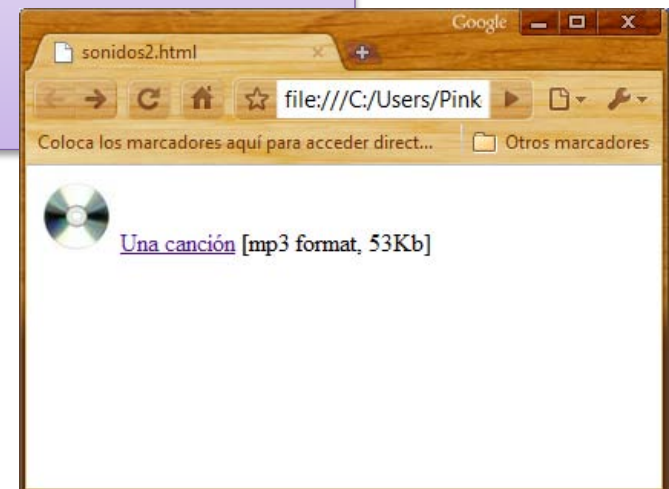 Google
sonidos2.html
file:///C:/Users/Pink
Coloca los marcadores aquí para acceder direct... Otros marcadores
Una canción [mp3 format, 53Kb]